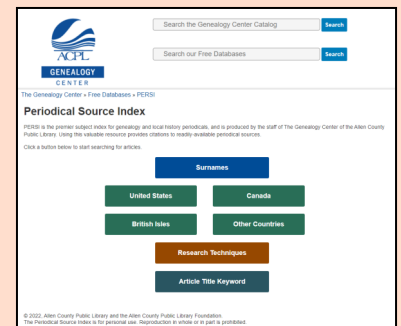 Search the Genealogy Center Catalog
Search
Search our Free Databases
Search
ACPL
GENEALOGY
CENTER
The Genealogy Center » Free Databases » PERSI
Periodical Source Index
PERSI is the premier subject index for genealogy and local history periodicals, and is produced by the staff of The Genealogy Center of the Allen County
Public Library. Using this valuable resource provides citations to readily available periodical sources.
Click a button below to start searching for articles.
Surnames
United States
Canada
British Isles
Other Countries
Research Techniques
Article Title Keyword
© 2022, Allen County Public Library and the Allen County Public Library Foundation.
The Periodical Source Index is for personal use. Reproduction in whole or in part is prohibited.